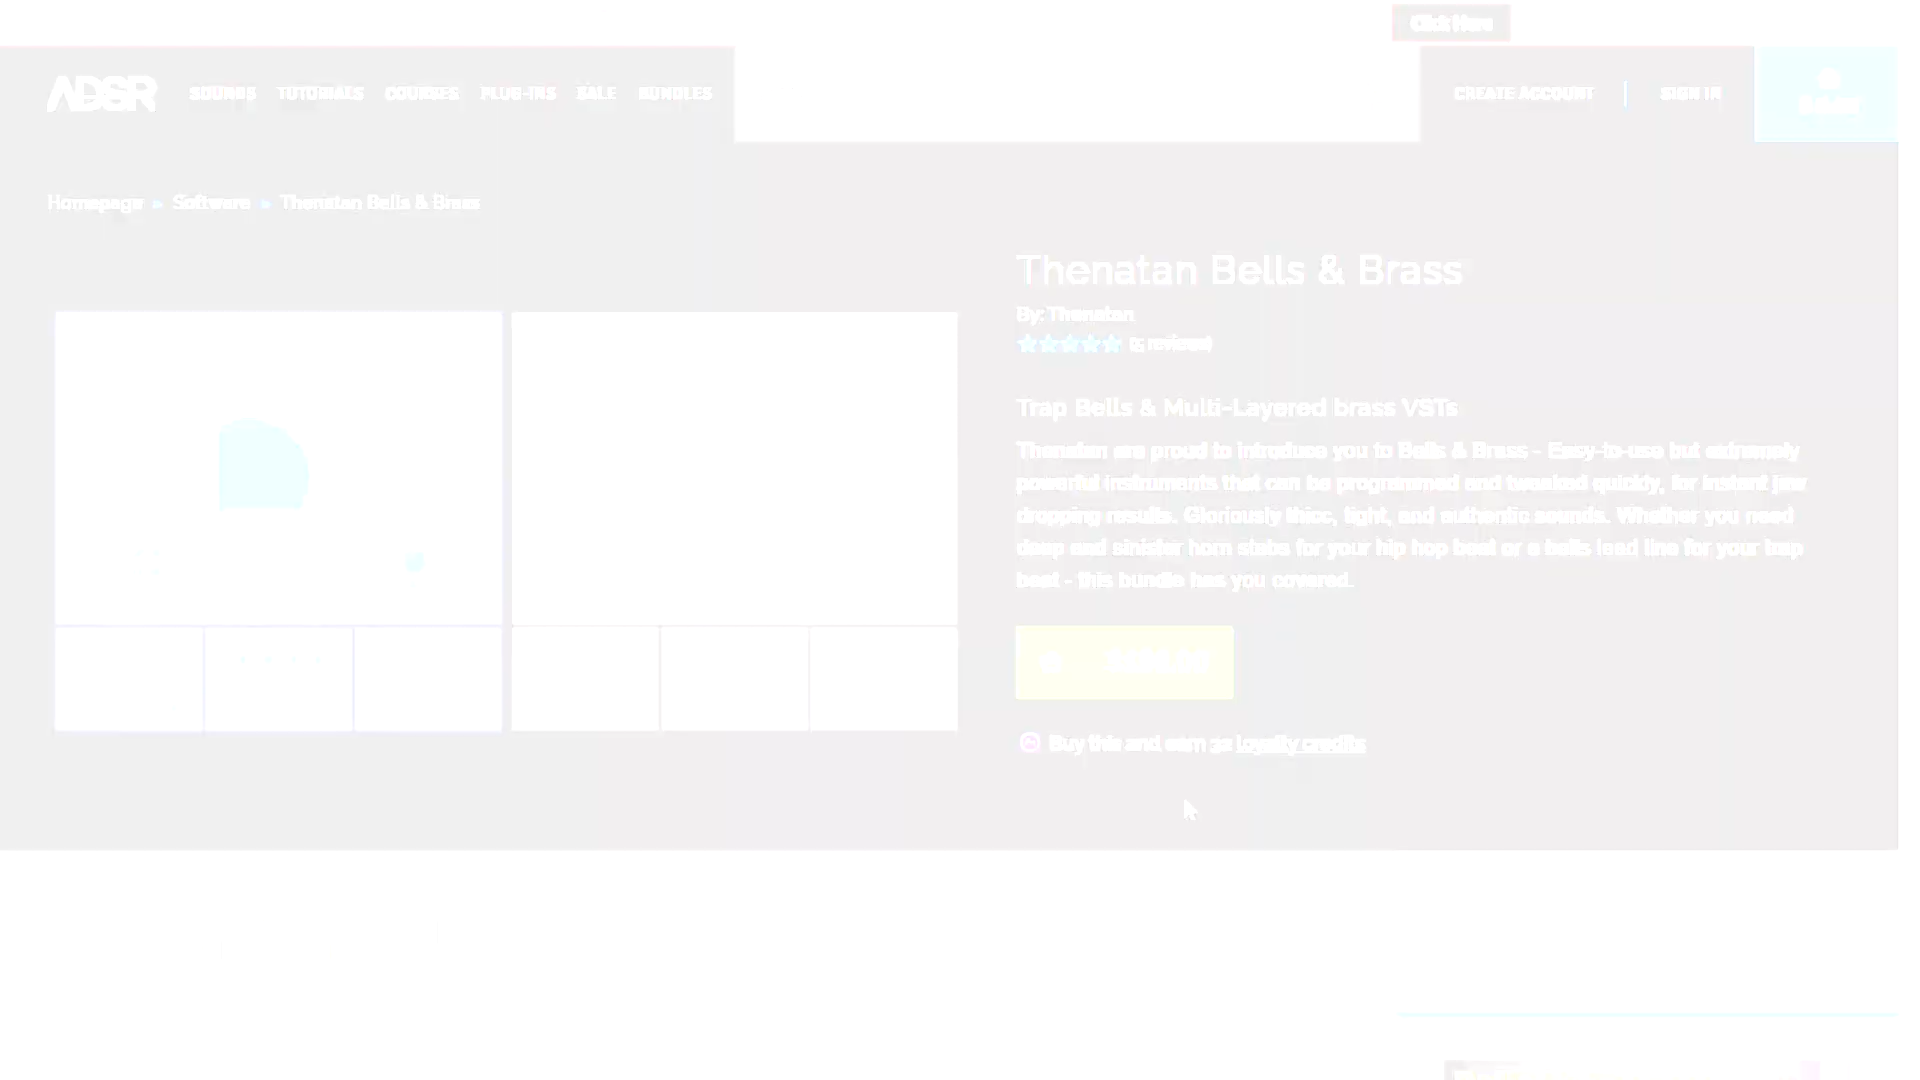 Click Here
ADSR SOUNDS TUTORIALS COURSES PLUG-INS SALE BUNDLES CREATE ACCOUNT SIGN IN
Homepage Software Thenatan Bells & Brass
Thenatan Bells & Brass
By: Thenatan
reviews)
Trap Bells & Multi-Layered brass VSTs
Thenatan are proud to introduce you to Bells & Brass - Easy-to-use but extremely
powerful instruments that can be programmed and tweaked quickly, for instant jaw
dropping results. Gloriously thicc, tight, and authentic sounds. Whether you need
deep and sinister horn stabs for your hip hop beat or a bells lead line for your trap
beat - this bundle has you covered.
Buy this and earn 32 loyalty credits